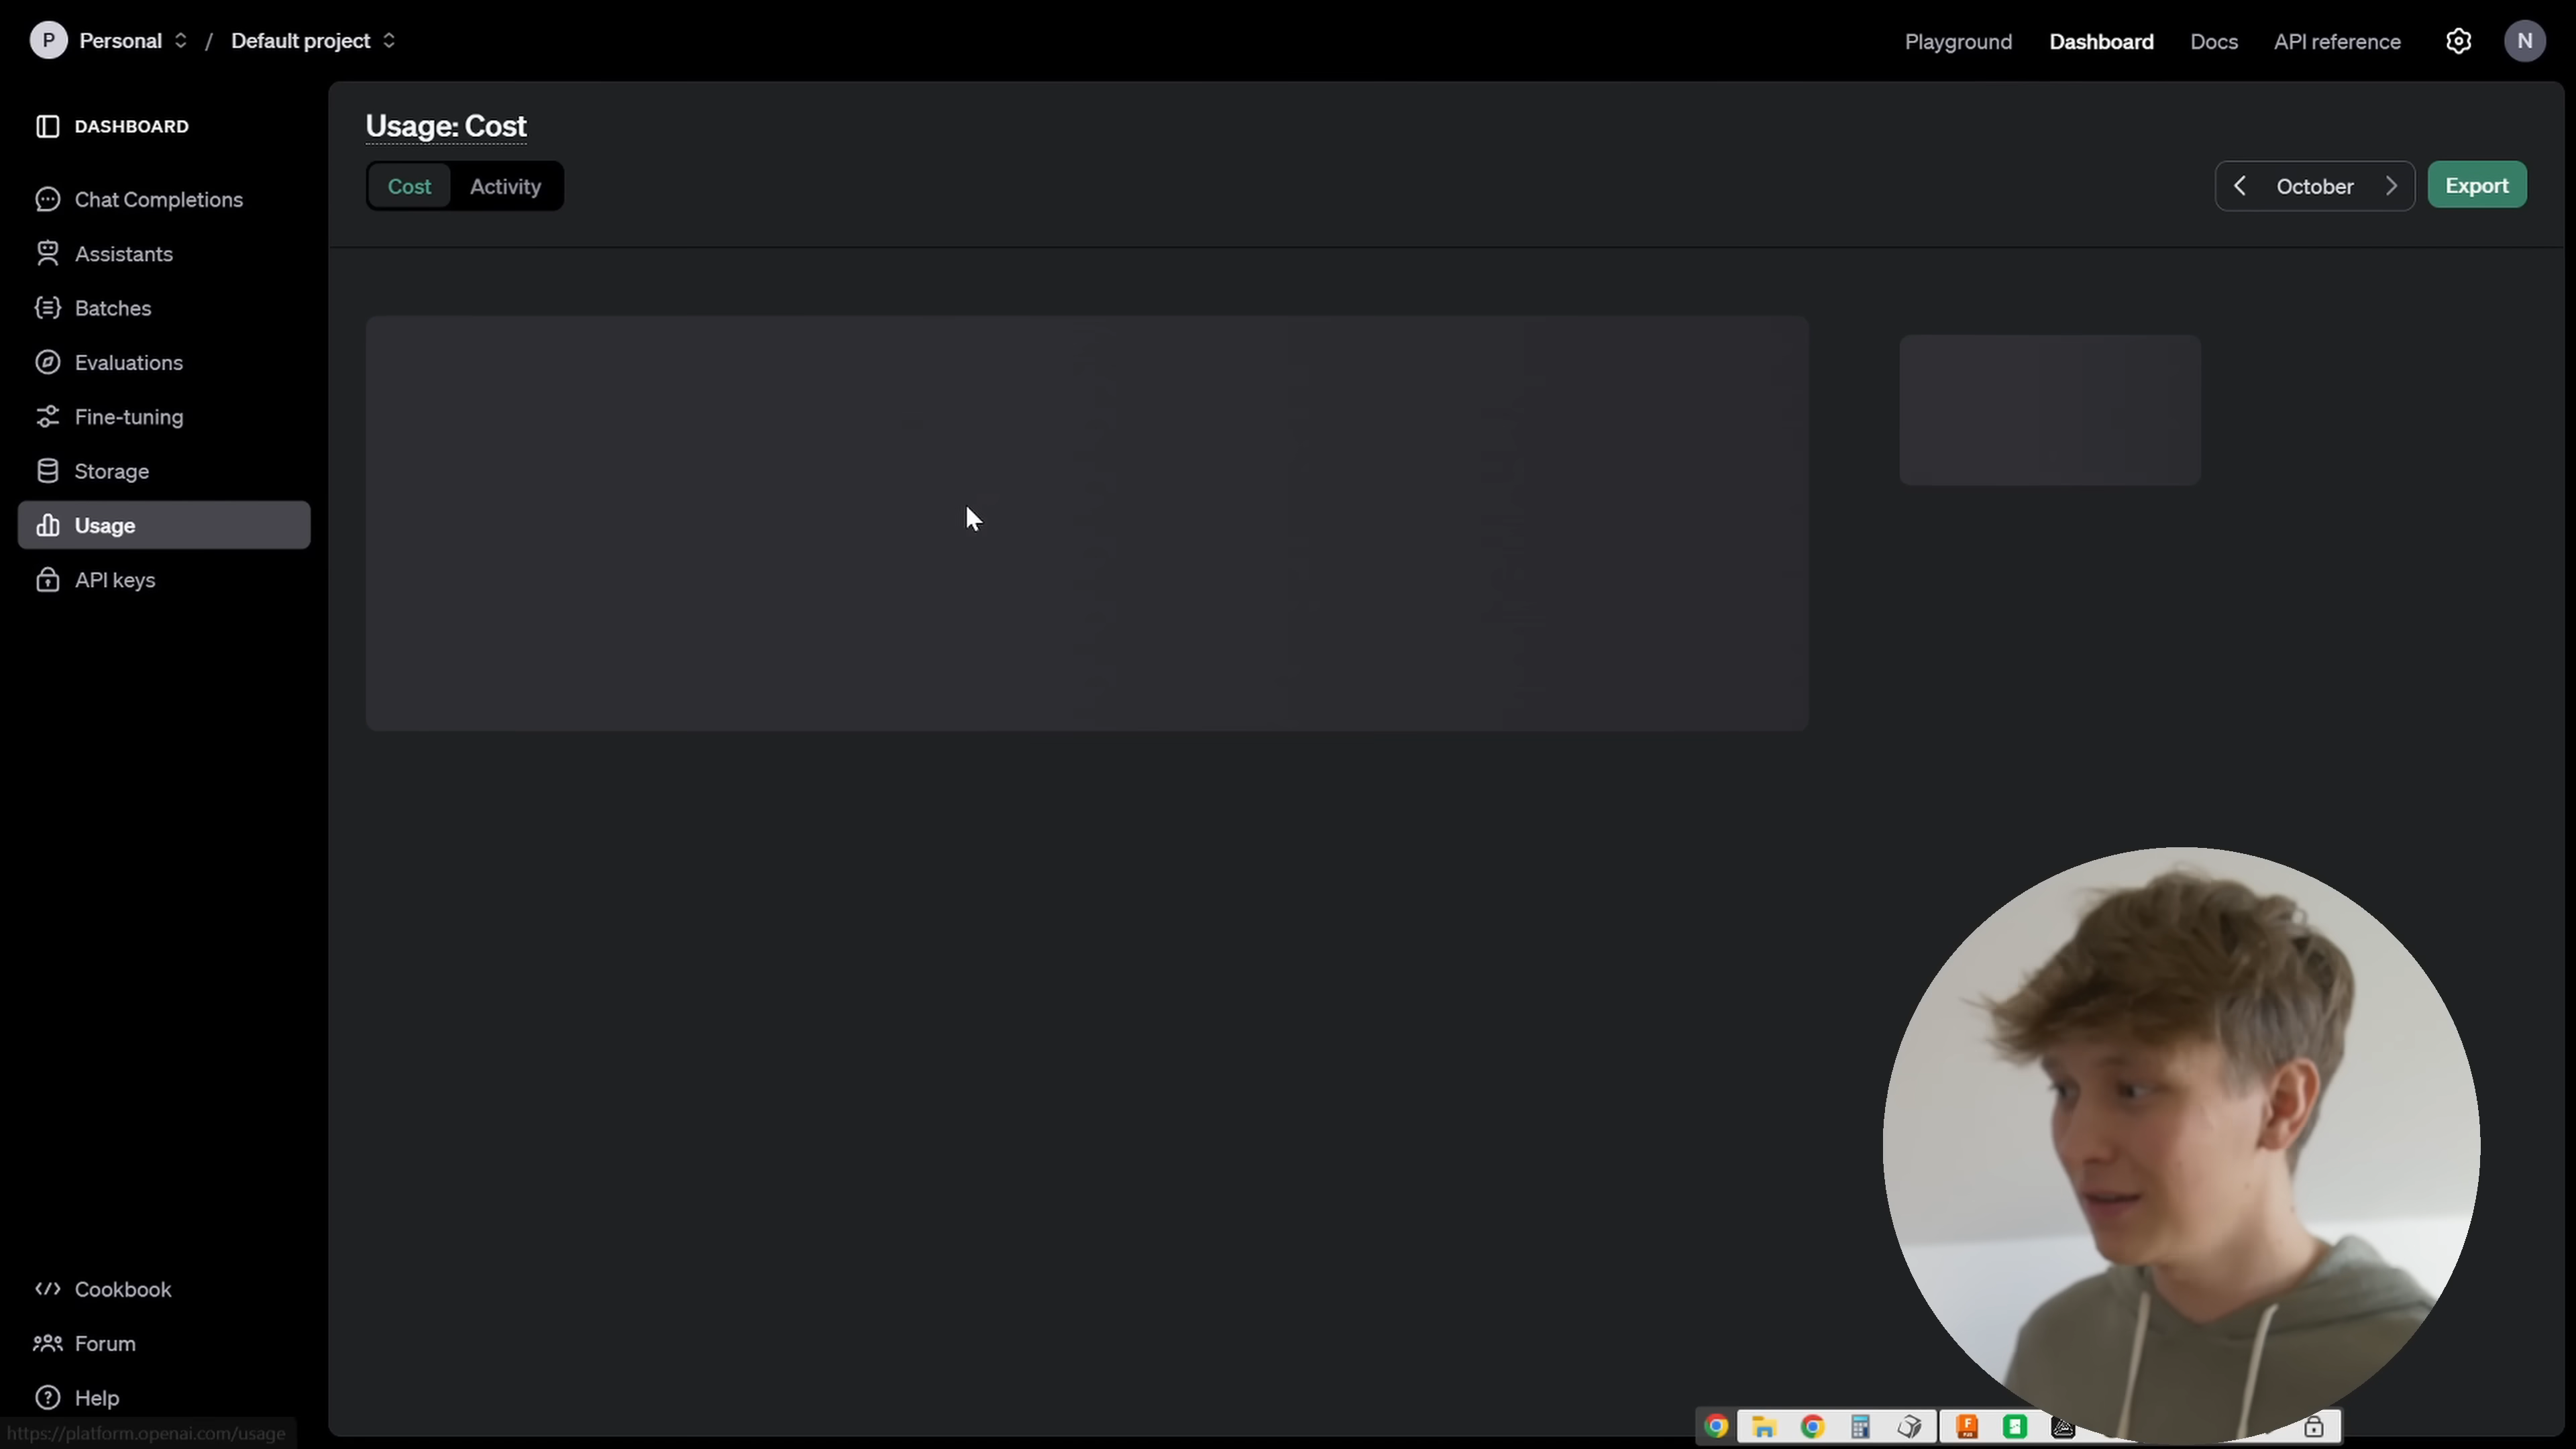 P Personal / Default project
Playground Dashboard Docs API reference N
DASHBOARD
Chat Completions
Assistants
Batches
Evaluations
Fine-tuning
Storage
Usage
API keys
Cookbook
Forum
Help
https://platform.openai.com/usage
Usage: Cost
Cost Activity
October Export